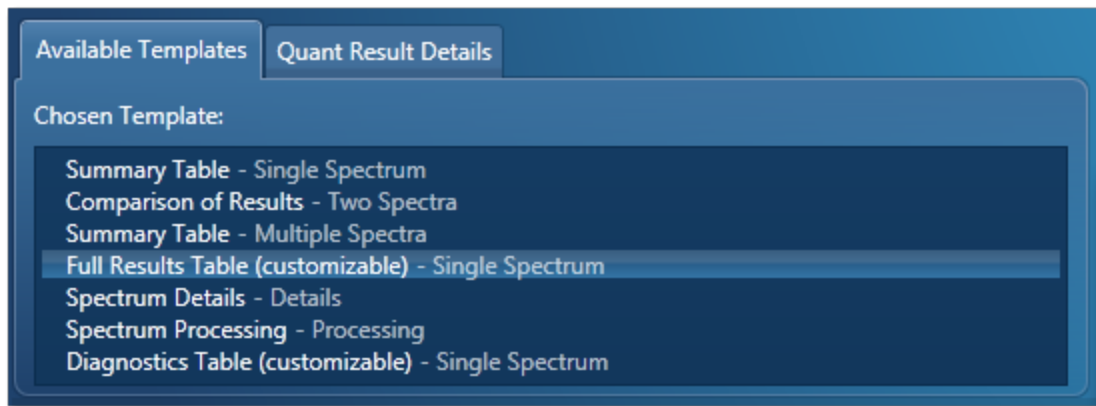 Available Templates
Quant Result Details
Chosen Template:
Summary Table - Single Spectrum
Comparison of Results - Two Spectra
Summary Table - Multiple Spectra
Full Results Table (customizable) - Single Spectrum
Spectrum Details - Details
Spectrum Processing - Processing
Diagnostics Table (customizable) - Single Spectrum